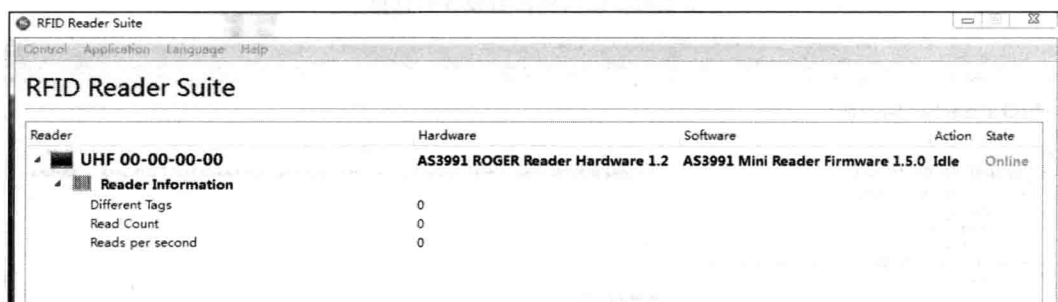 RFID Reader Suite
Control Application Language Help
RFID Reader Suite
Reader Hardware Software Action State
UHF 00-00-00-00 AS3991 ROGER Reader Hardware 1.2 AS3991 Mini Reader Firmware 1.5.0 Idle Online
Reader Information
Different Tags 0
Read Count 0
Reads per second 0